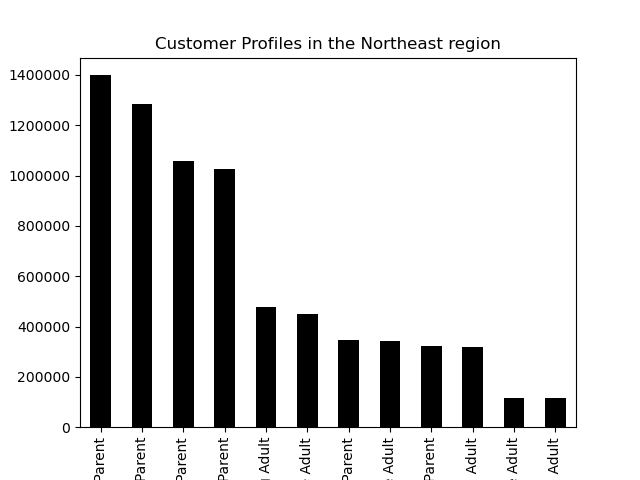 Customer Profiles in the Northeast region
1400000
1200000
1000000
800000
600000
400000
200000
0
Parent
Parent
Parent
Parent
Adult
Adult
Parent
Adult
Parent
Adult
Adult
Adult